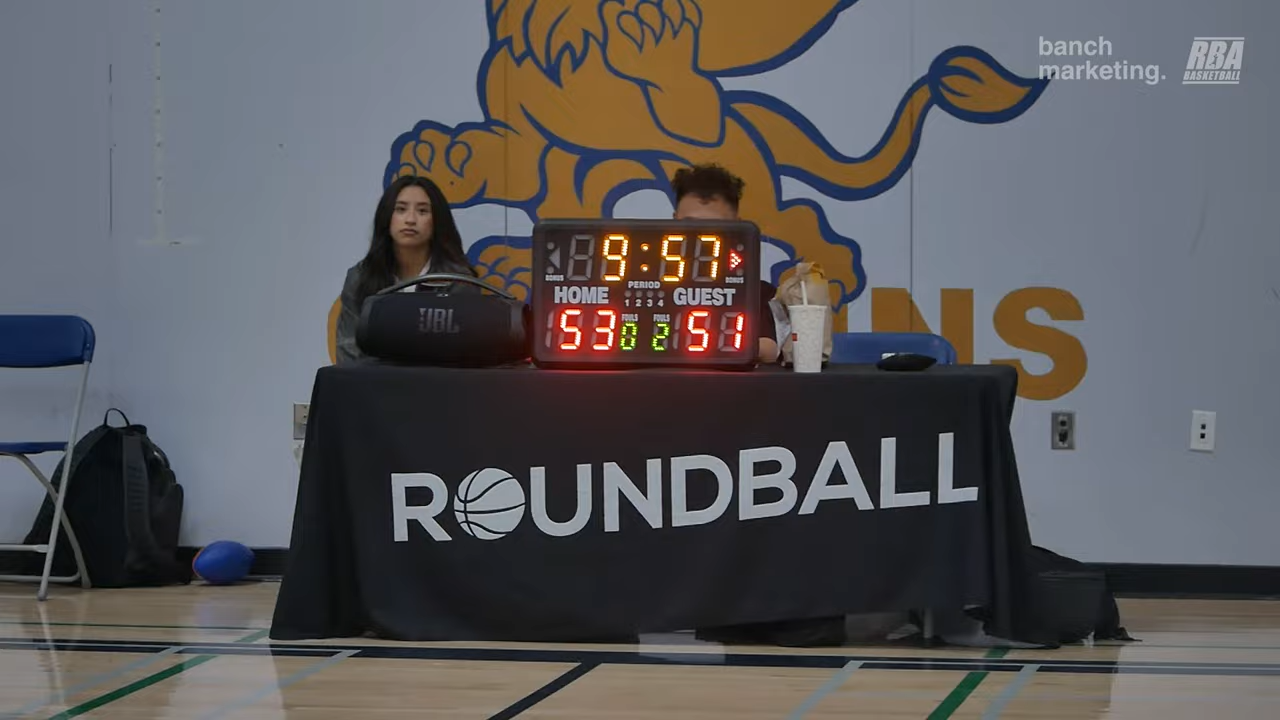 banch
marketing.
RBA
BASKETBALL
9:57
BONUS
BONUS
PERIOD
HOME
1 2 3 4
GUEST
FOULS
FOULS
53
0
2
51
JBL
NS
ROUNDBALL